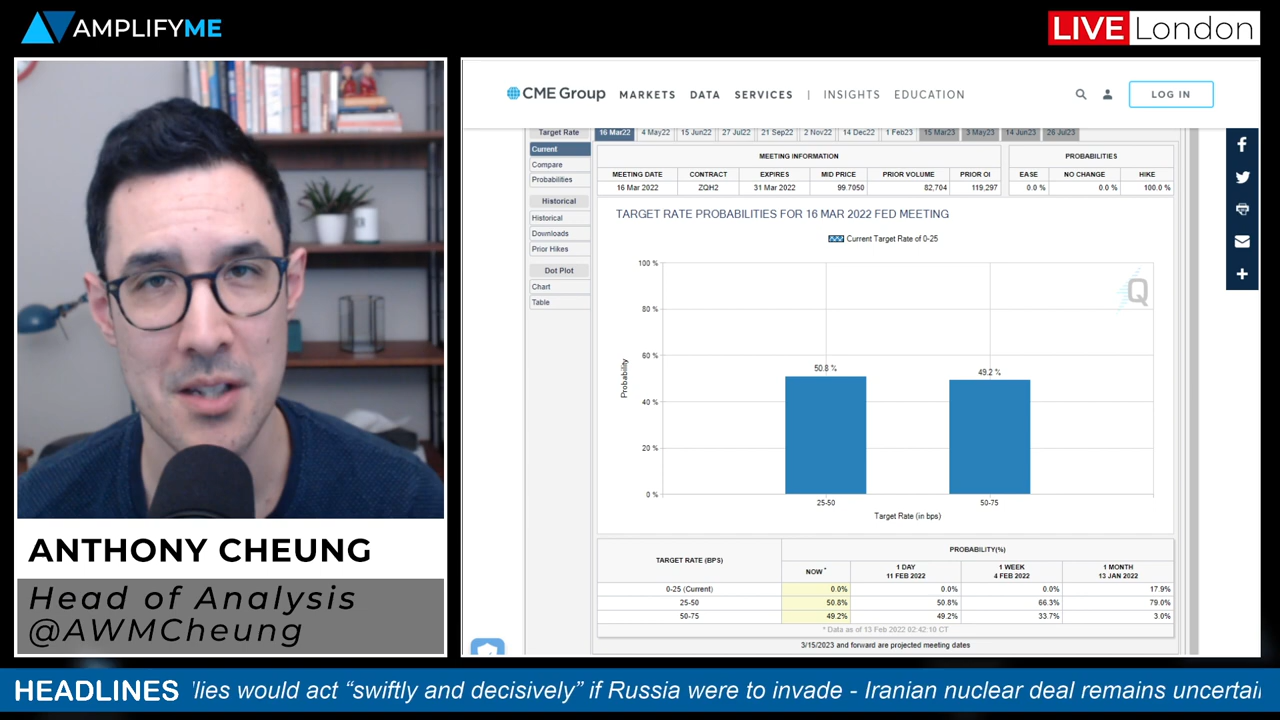 AMPLIFYME
LIVE London
CME Group MARKETS DATA SERVICES | INSIGHTS EDUCATION LOG IN
Target Rate 16 Mar22 4 May22 15 Jun22 27 Jul22 21 Sep22 2 Nov22 14 Dec22 1 Feb23 15 Mar23 3 May23 14 Jun23 26 Jul23
Current
Compare
Probabilities
Historical
Historical
Downloads
Prior Hikes
Dot Plot
Chart
Table
MEETING INFORMATION PROBABILITIES
MEETING DATE CONTRACT EXPIRES MID PRICE PRIOR VOLUME PRIOR OI EASE NO CHANGE HIKE
16 Mar 2022 ZQH2 31 Mar 2022 99.7050 82,704 119,297 0.0 % 0.0 % 100.0 %
TARGET RATE PROBABILITIES FOR 16 MAR 2022 FED MEETING
Current Target Rate of 0-25
Q
Probability
100 %
80 %
60 %
40 %
20 %
0 %
50.8 % 49.2 %
25-50 50-75
Target Rate (in bps)
TARGET RATE (BPS) PROBABILITY(%)
NOW * 1 DAY 11 FEB 2022 1 WEEK 4 FEB 2022 1 MONTH 13 JAN 2022
0-25 (Current) 0.0% 0.0% 0.0% 17.9%
25-50 50.8% 50.8% 66.3% 79.0%
50-75 49.2% 49.2% 33.7% 3.0%
* Data as of 13 Feb 2022 02:42:10 CT
3/15/2023 and forward are projected meeting dates
ANTHONY CHEUNG
Head of Analysis
@AWMCheung
HEADLINES 'lies would act “swiftly and decisively” if Russia were to invade - Iranian nuclear deal remains uncertai